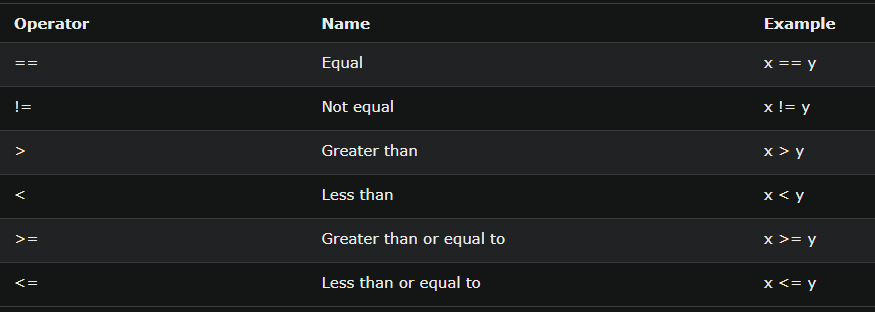 Operator Name Example
== Equal x == y
!= Not equal x != y
> Greater than x > y
< Less than x < y
>= Greater than or equal to x >= y
<= Less than or equal to x <= y